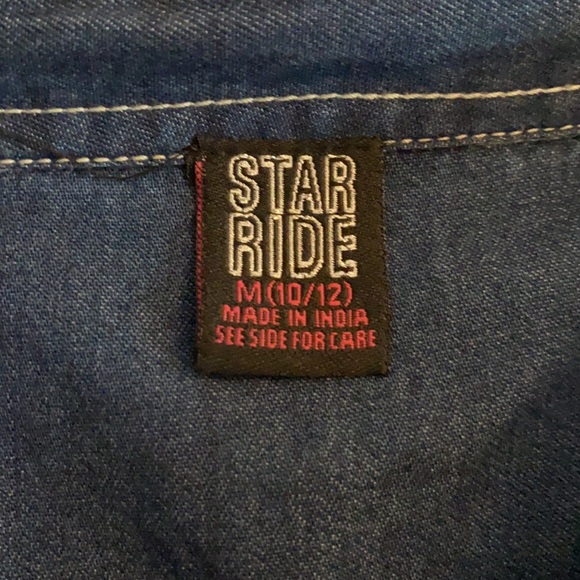 STAR
RIDE
M (10/12)
MADE IN INDIA
SEE SIDE FOR CARE